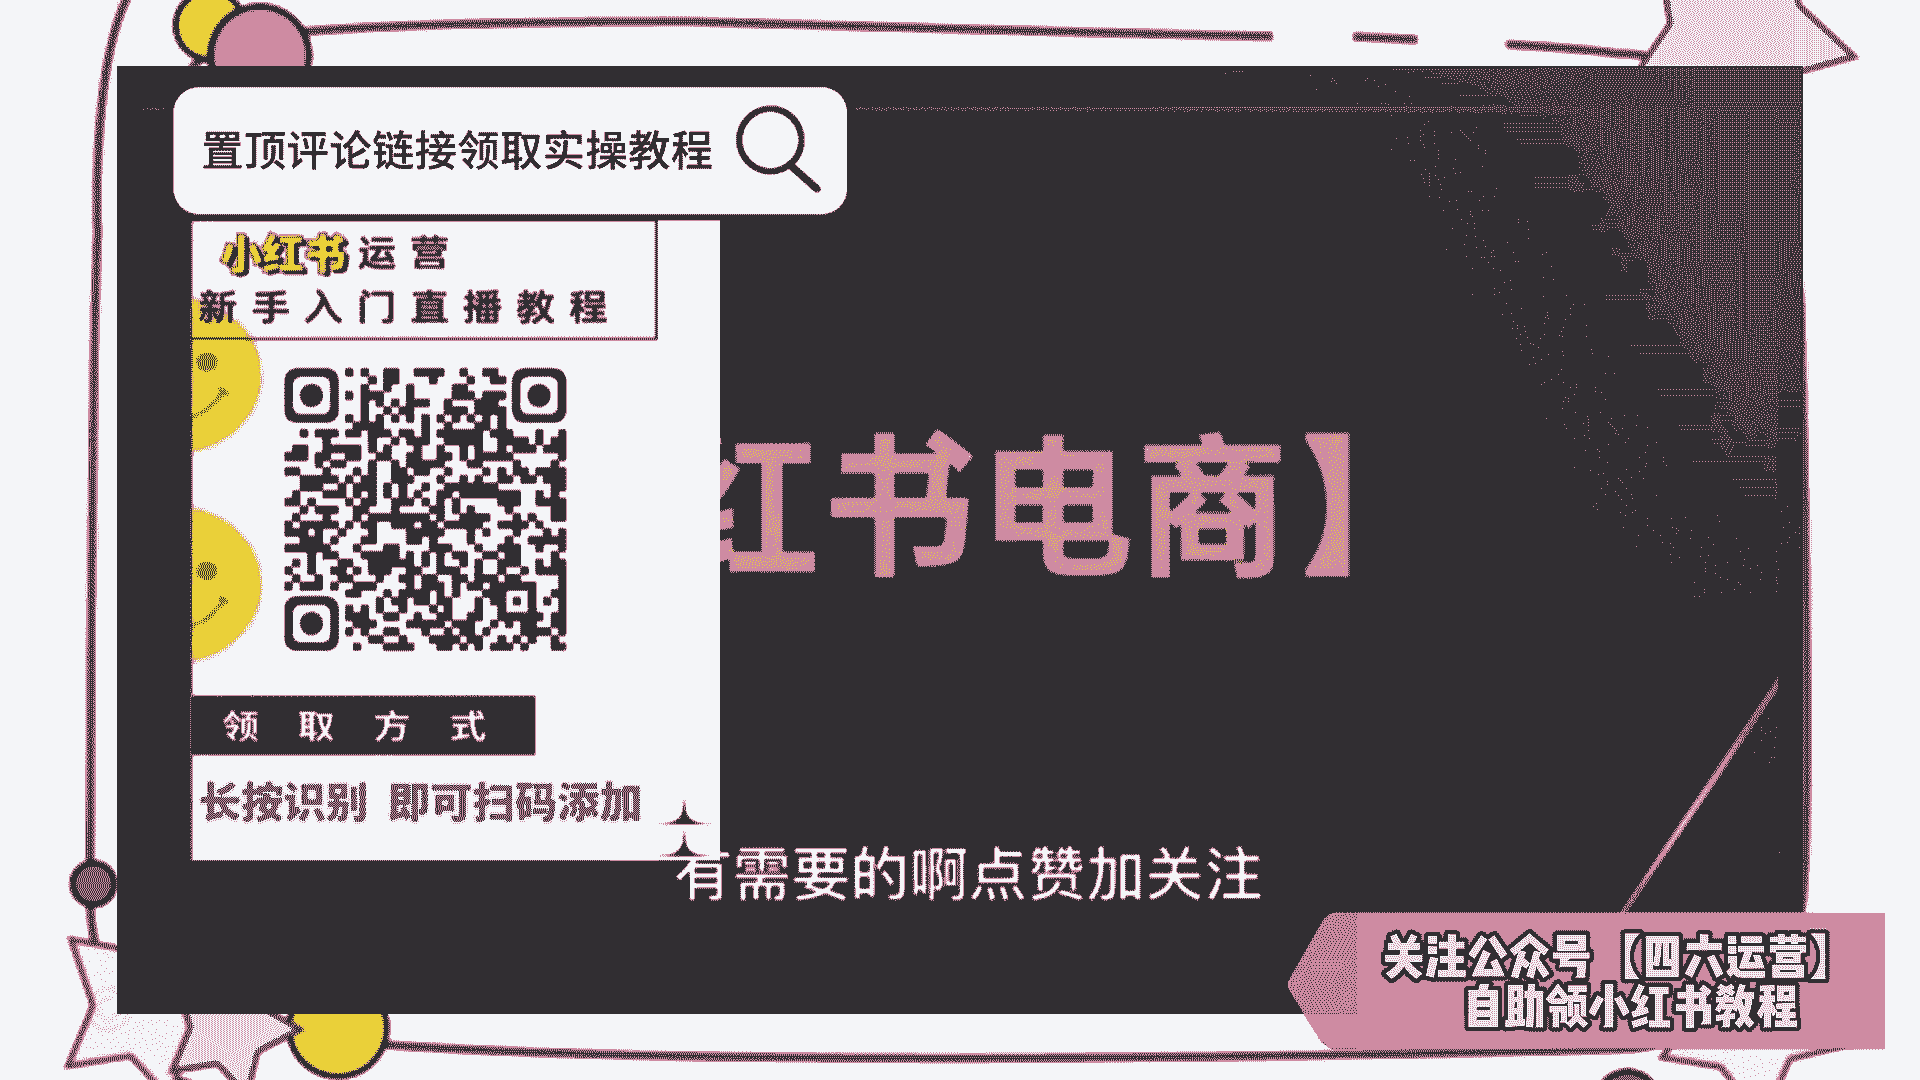 置顶评论链接领取实操教程
小红书运营
新手入门直播教程
红书电商】
领取方式
长按识别 即可扫码添加
有需要的啊点赞加关注
关注公众号【四六运营】
自助领小红书教程